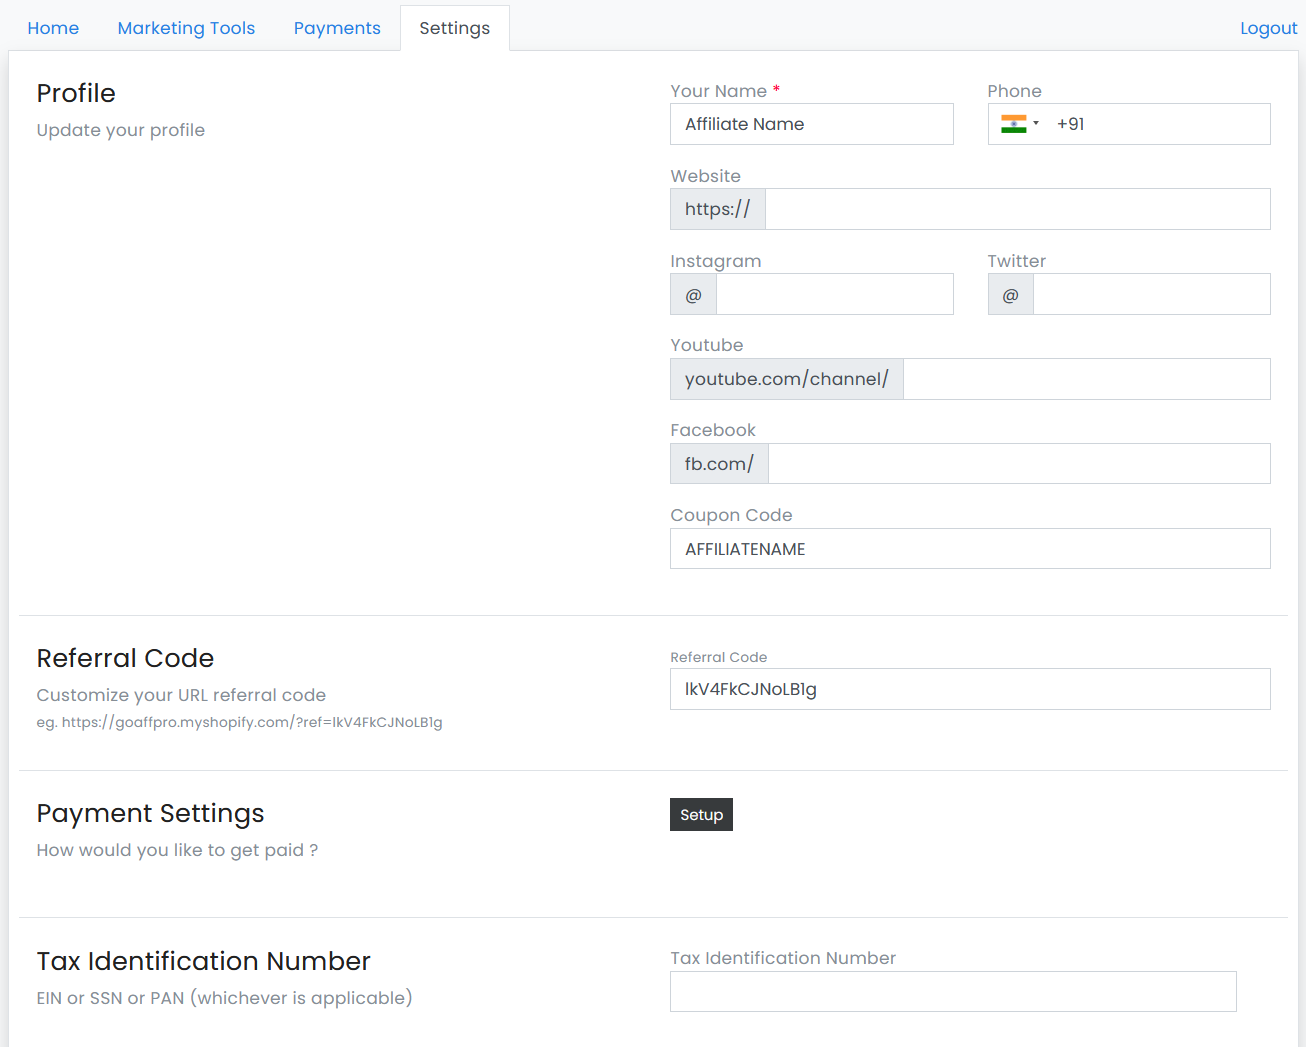 Home Marketing Tools Payments Settings Logout
Profile
Update your profile
Your Name * Phone
Affiliate Name +91
Website
https://
Instagram Twitter
@ @
Youtube
youtube.com/channel/
Facebook
fb.com/
Coupon Code
AFFILIATENAME
Referral Code
Customize your URL referral code
eg. https://goaffpro.myshopify.com/?ref=lkV4FkCJNoLB1g
Referral Code
lkV4FkCJNoLB1g
Payment Settings
How would you like to get paid ?
Setup
Tax Identification Number
EIN or SSN or PAN (whichever is applicable)
Tax Identification Number